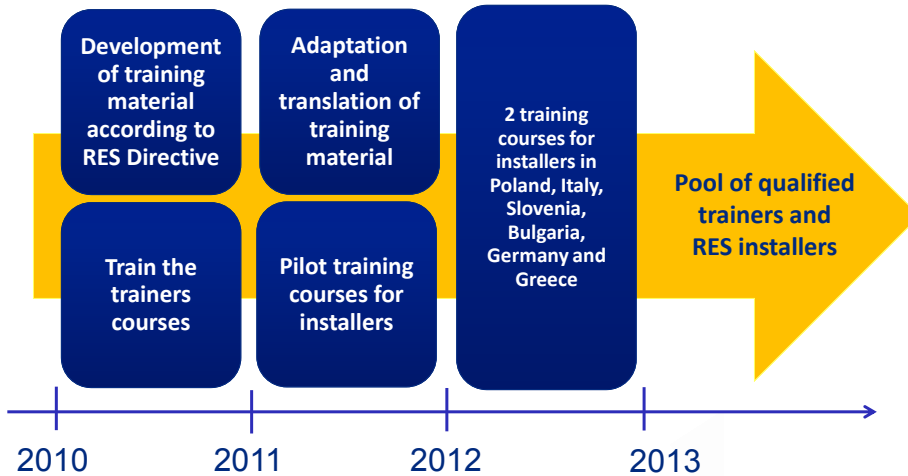 Development
of training
material
according to
RES Directive
Adaptation
and
translation of
training
material
Train the
trainers
courses
Pilot training
courses for
installers
2 training
courses for
installers in
Poland, Italy,
Slovenia,
Bulgaria,
Germany and
Greece
Pool of qualified
trainers and
RES installers
2010
2011
2012
2013